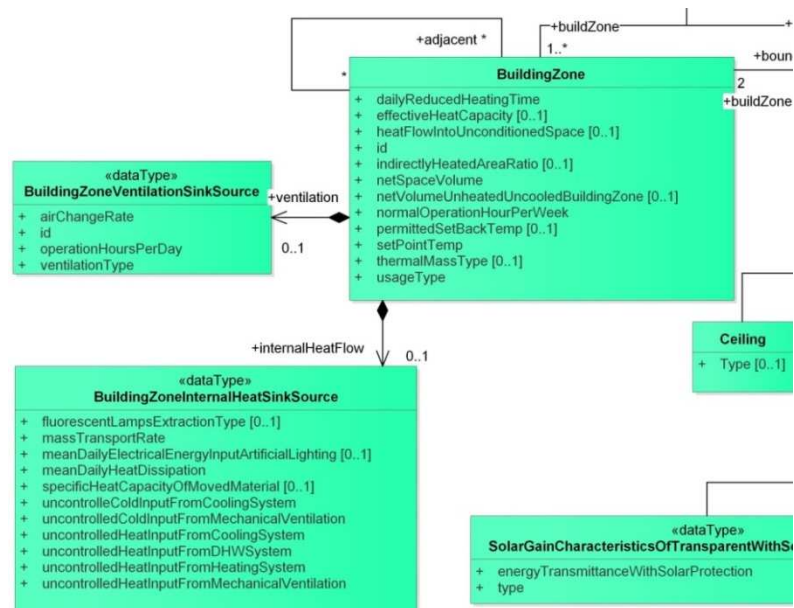 +buildZone
+
+adjacent *
1..*
*
+boun
2
+buildZone
BuildingZone
+ dailyReducedHeatingTime
+ effectiveHeatCapacity [0..1]
+ heatFlowIntoUnconditionedSpace [0..1]
+ id
+ indirectlyHeatedAreaRatio [0..1]
+ netSpaceVolume
+ netVolumeUnheatedUncooledBuildingZone [0..1]
+ normalOperationHourPerWeek
+ permittedSetBackTemp [0..1]
+ setPointTemp
+ thermalMassType [0..1]
+ usageType
«dataType»
BuildingZoneVentilationSinkSource
+ airChangeRate
+ id
+ operationHoursPerDay
+ ventilationType
+ventilation
0..1
+internalHeatFlow
0..1
Ceiling
+ Type [0..1]
«dataType»
BuildingZoneInternalHeatSinkSource
+ fluorescentLampsExtractionType [0..1]
+ massTransportRate
+ meanDailyElectricalEnergyInputArtificialLighting [0..1]
+ meanDailyHeatDissipation
+ specificHeatCapacityOfMovedMaterial [0..1]
+ uncontrolleColdInputFromCoolingSystem
+ uncontrolledColdInputFromMechanicalVentilation
+ uncontrolledHeatInputFromCoolingSystem
+ uncontrolledHeatInputFromDHWSystem
+ uncontrolledHeatInputFromHeatingSystem
+ uncontrolledHeatInputFromMechanicalVentilation
«dataType»
SolarGainCharacteristicsOfTransparentWithSo
+ energyTransmittanceWithSolarProtection
+ type